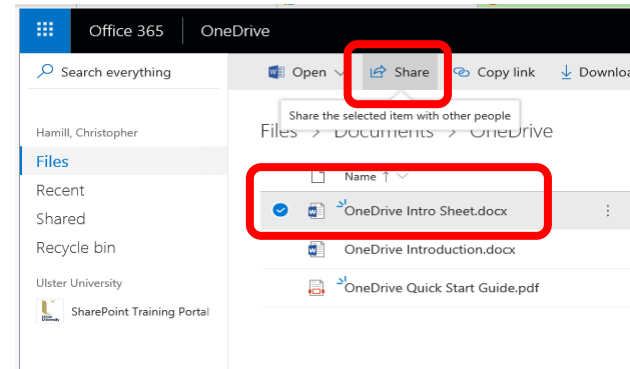 Office 365 OneDrive
Search everything
Open Share Copy link
Share the selected item with other people
Files > Documents > OneDrive
Hamill, Christopher
Files
Recent
Shared
Recycle bin
Ulster University
SharePoint Training Portal
Name ↑
OneDrive Intro Sheet.docx
OneDrive Introduction.docx
OneDrive Quick Start Guide.pdf